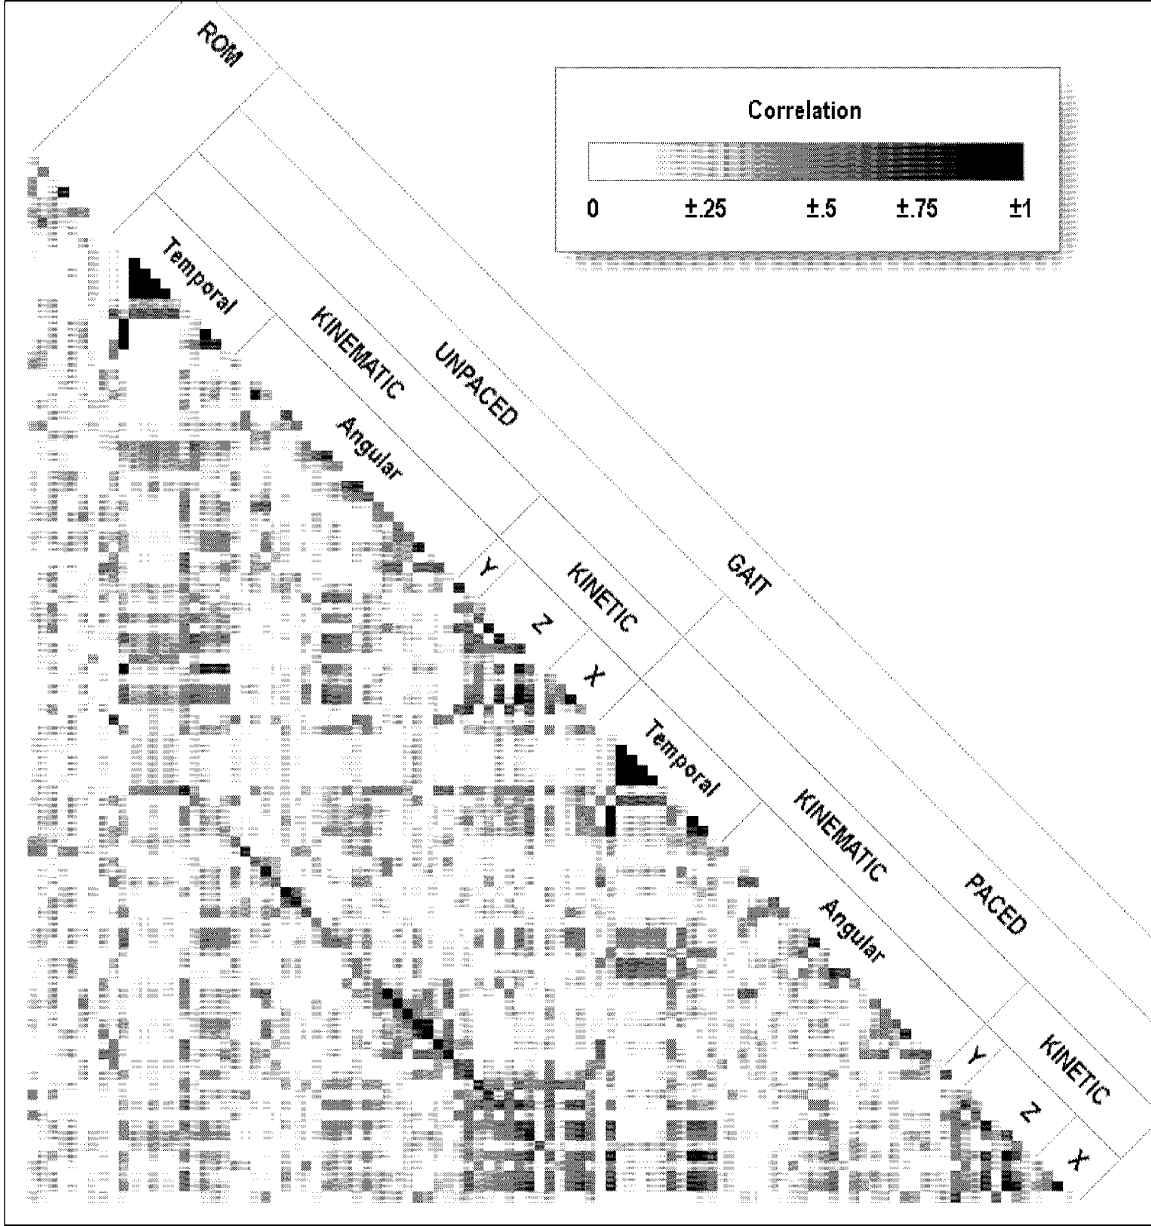 ROM
Correlation
0 ±.25 ±.5 ±.75 ±1
Temporal
KINEMATIC
UNPACED
Angular
GAIT
Y
KINETIC
Z
X
Temporal
KINEMATIC
PACED
Angular
Y
KINETIC
Z
X